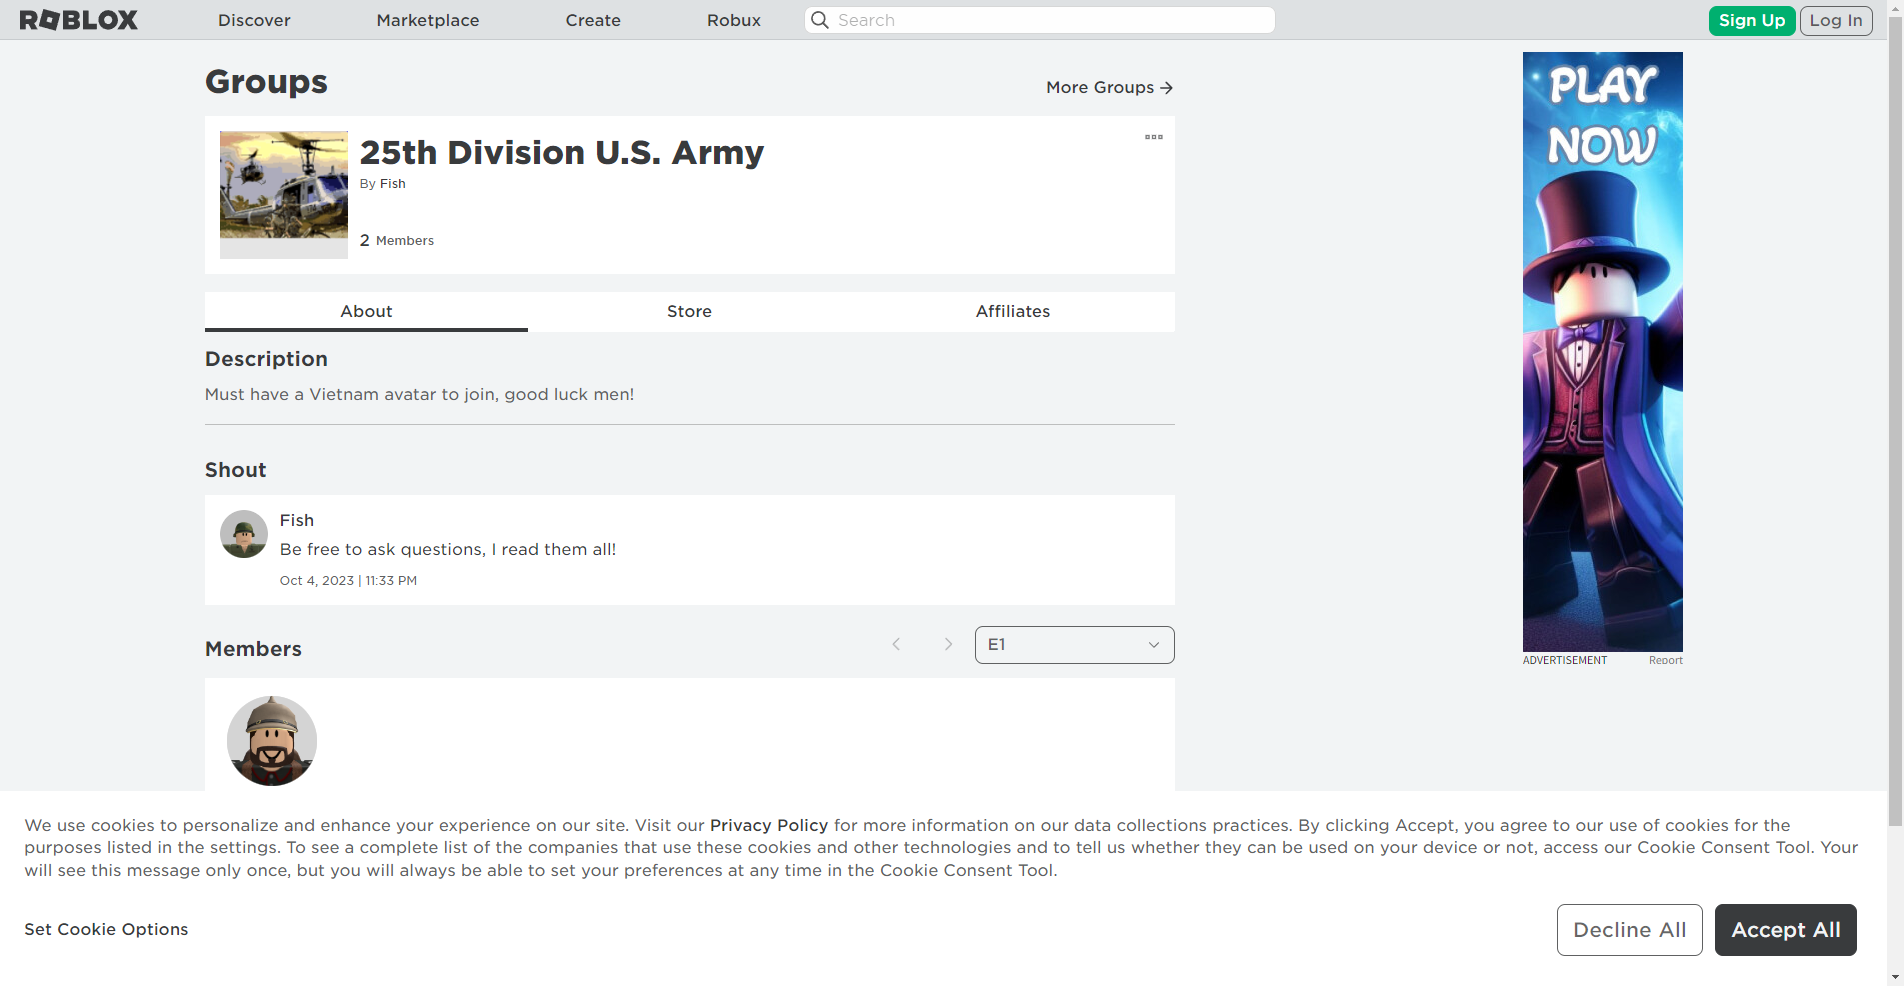 ROBLOX
Discover
Marketplace
Create
Robux
Search
Sign Up
Log In
Groups
More Groups
25th Division U.S. Army
By Fish
2 Members
About
Store
Affiliates
Description
Must have a Vietnam avatar to join, good luck men!
Shout
Fish
Be free to ask questions, I read them all!
Oct 4, 2023 | 11:33 PM
Members
E1
PLAY
NOW
ADVERTISEMENT
Report
We use cookies to personalize and enhance your experience on our site. Visit our Privacy Policy for more information on our data collections practices. By clicking Accept, you agree to our use of cookies for the
purposes listed in the settings. To see a complete list of the companies that use these cookies and other technologies and to tell us whether they can be used on your device or not, access our Cookie Consent Tool. Your
will see this message only once, but you will always be able to set your preferences at any time in the Cookie Consent Tool.
Set Cookie Options
Decline All
Accept All